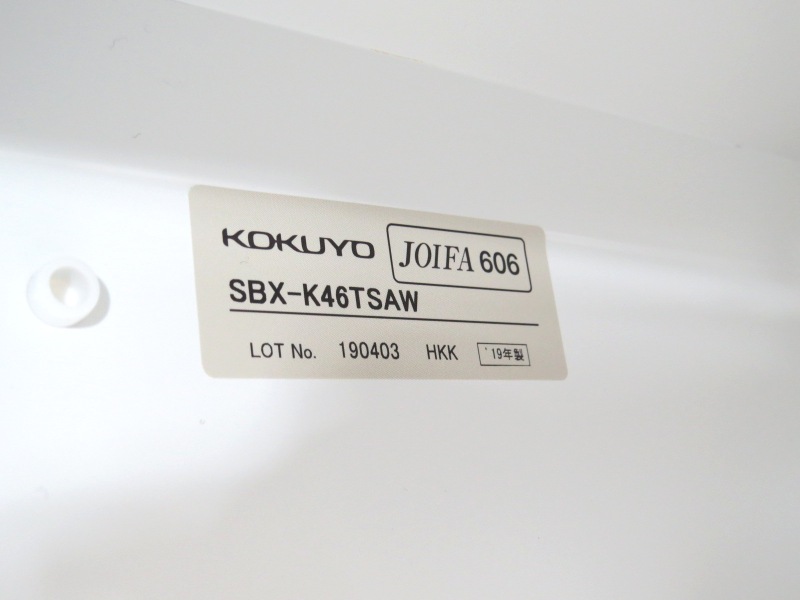 KOKUYO JOIFA 606
SBX-K46TSAW
LOT No. 190403 HKK '19年製